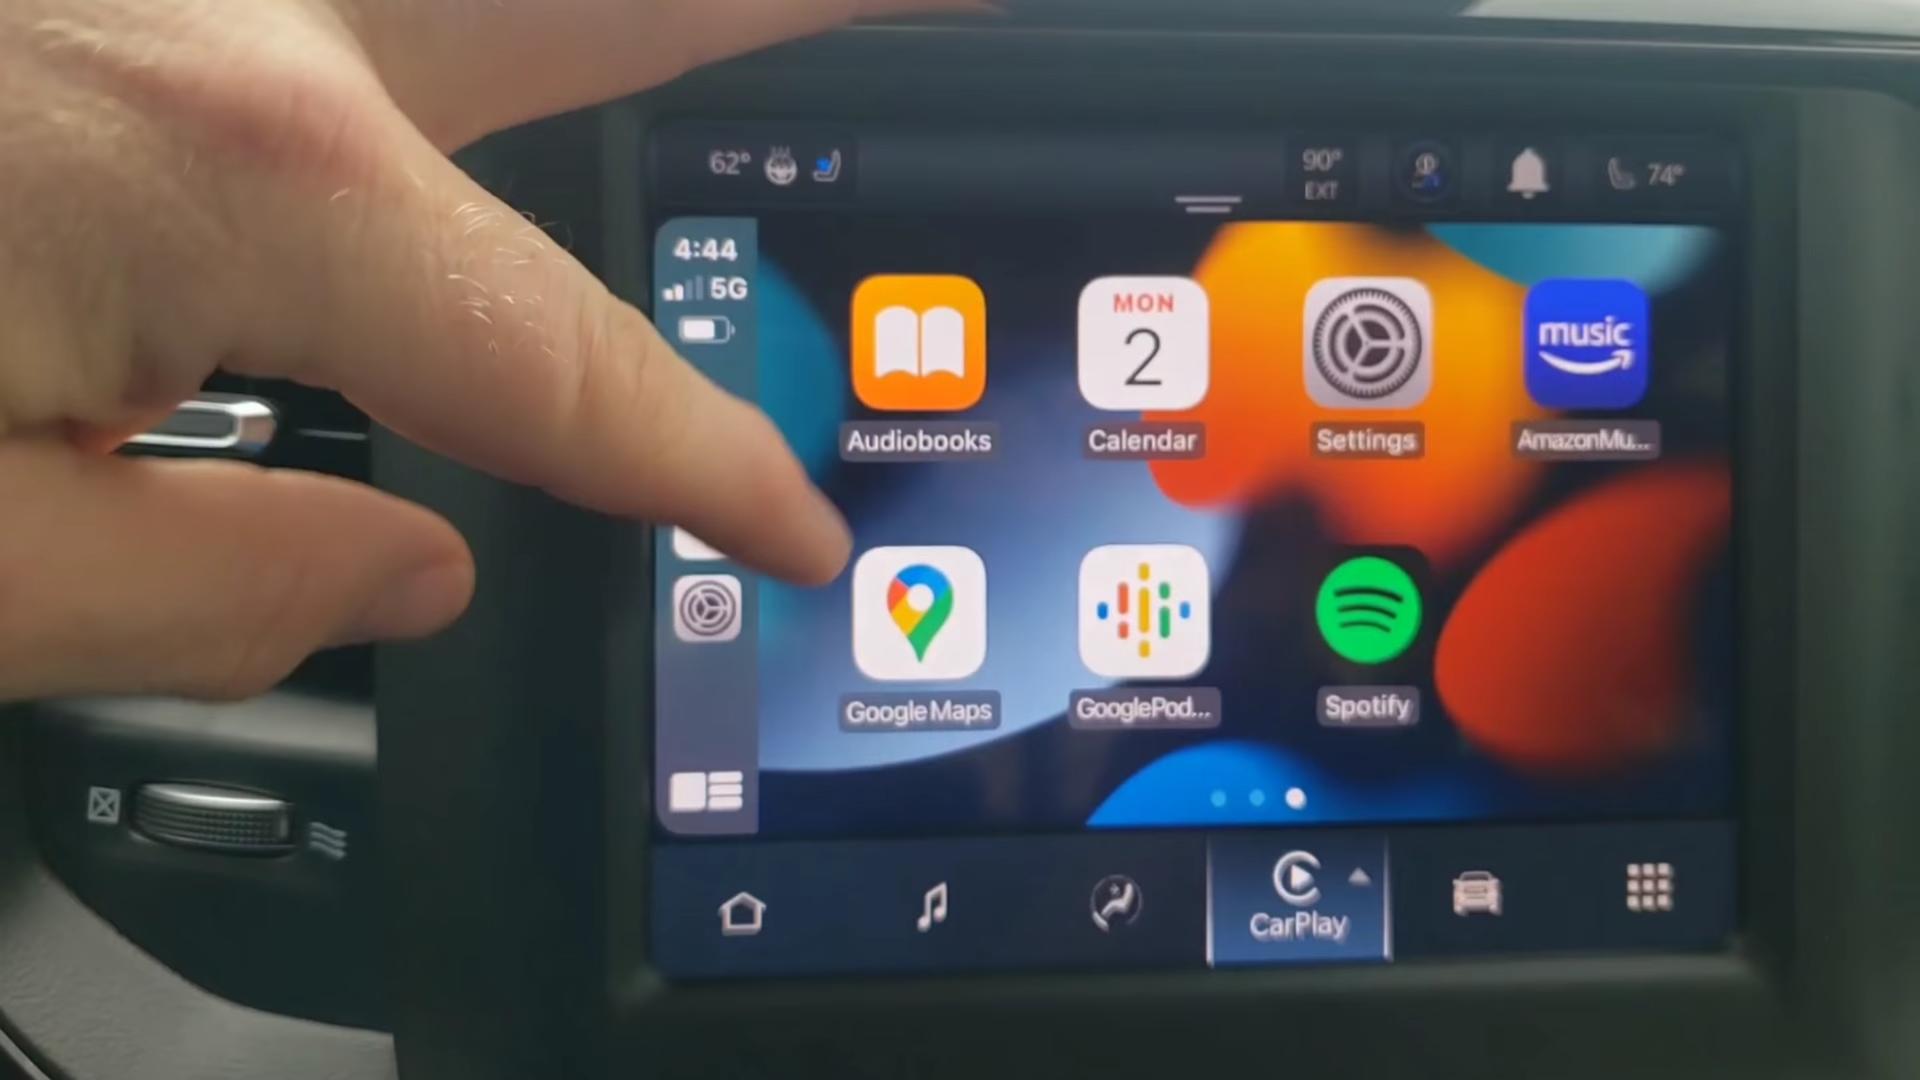 62°
90°
EXT
74°
4:44
5G
MON
2
music
Audiobooks
Calendar
Settings
AmazonMu...
Google Maps
GooglePod...
Spotify
CarPlay